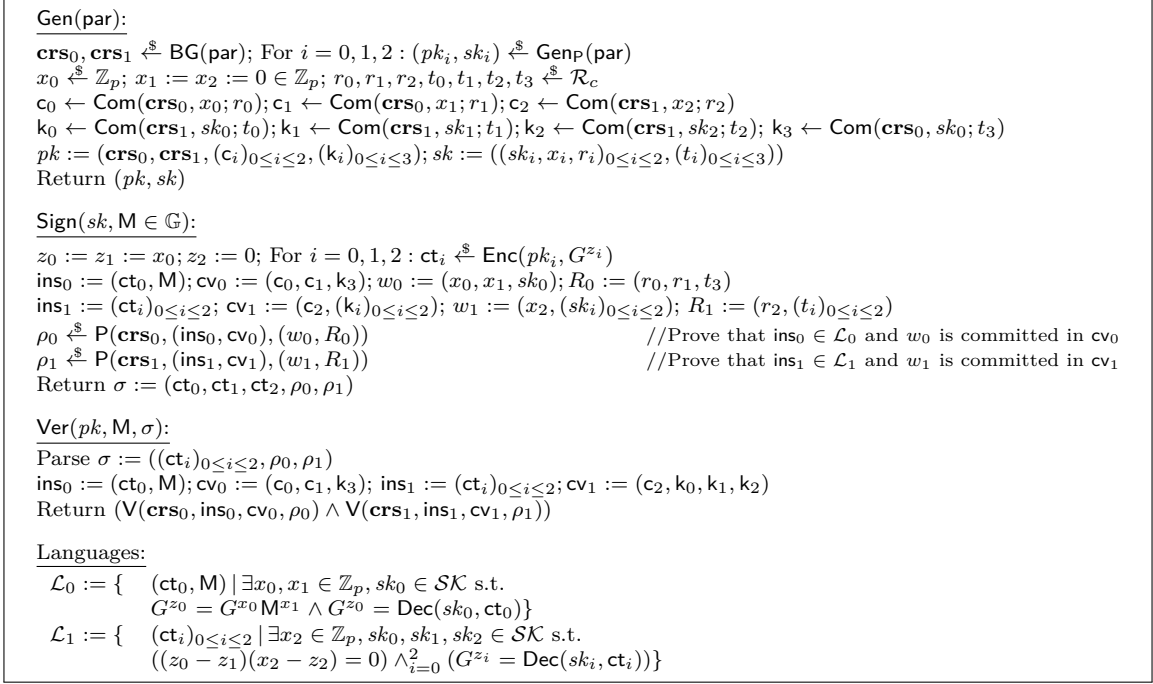 Gen(par):
crs₀, crs₁ ←$ BG(par); For i = 0, 1, 2 : (pkᵢ, skᵢ) ←$ Gen_P(par)
x₀ ←$ ℤₚ; x₁ := x₂ := 0 ∈ ℤₚ; r₀, r₁, r₂, t₀, t₁, t₂, t₃ ←$ ℛ_c
c₀ ← Com(crs₀, x₀; r₀); c₁ ← Com(crs₀, x₁; r₁); c₂ ← Com(crs₁, x₂; r₂)
k₀ ← Com(crs₁, sk₀; t₀); k₁ ← Com(crs₁, sk₁; t₁); k₂ ← Com(crs₁, sk₂; t₂); k₃ ← Com(crs₀, sk₀; t₃)
pk := (crs₀, crs₁, (cᵢ)_{0≤i≤2}, (kᵢ)_{0≤i≤3}); sk := ((skᵢ, xᵢ, rᵢ)_{0≤i≤2}, (tᵢ)_{0≤i≤3}))
Return (pk, sk)
Sign(sk, M ∈ 𝔾):
z₀ := z₁ := x₀; z₂ := 0; For i = 0, 1, 2 : ctᵢ ←$ Enc(pkᵢ, G^{zᵢ})
ins₀ := (ct₀, M); cv₀ := (c₀, c₁, k₃); w₀ := (x₀, x₁, sk₀); R₀ := (r₀, r₁, t₃)
ins₁ := (ctᵢ)_{0≤i≤2}; cv₁ := (c₂, (kᵢ)_{0≤i≤2}); w₁ := (x₂, (skᵢ)_{0≤i≤2}); R₁ := (r₂, (tᵢ)_{0≤i≤2})
ρ₀ ←$ P(crs₀, (ins₀, cv₀), (w₀, R₀)) //Prove that ins₀ ∈ ℒ₀ and w₀ is committed in cv₀
ρ₁ ←$ P(crs₁, (ins₁, cv₁), (w₁, R₁)) //Prove that ins₁ ∈ ℒ₁ and w₁ is committed in cv₁
Return σ := (ct₀, ct₁, ct₂, ρ₀, ρ₁)
Ver(pk, M, σ):
Parse σ := ((ctᵢ)_{0≤i≤2}, ρ₀, ρ₁)
ins₀ := (ct₀, M); cv₀ := (c₀, c₁, k₃); ins₁ := (ctᵢ)_{0≤i≤2}; cv₁ := (c₂, k₀, k₁, k₂)
Return (V(crs₀, ins₀, cv₀, ρ₀) ∧ V(crs₁, ins₁, cv₁, ρ₁))
Languages:
ℒ₀ := { (ct₀, M) | ∃x₀, x₁ ∈ ℤₚ, sk₀ ∈ 𝒮𝒦 s.t.
G^{z₀} = G^{x₀}M^{x₁} ∧ G^{z₀} = Dec(sk₀, ct₀)}
ℒ₁ := { (ctᵢ)_{0≤i≤2} | ∃x₂ ∈ ℤₚ, sk₀, sk₁, sk₂ ∈ 𝒮𝒦 s.t.
((z₀ − z₁)(x₂ − z₂) = 0) ∧²_{i=0} (G^{zᵢ} = Dec(skᵢ, ctᵢ))}